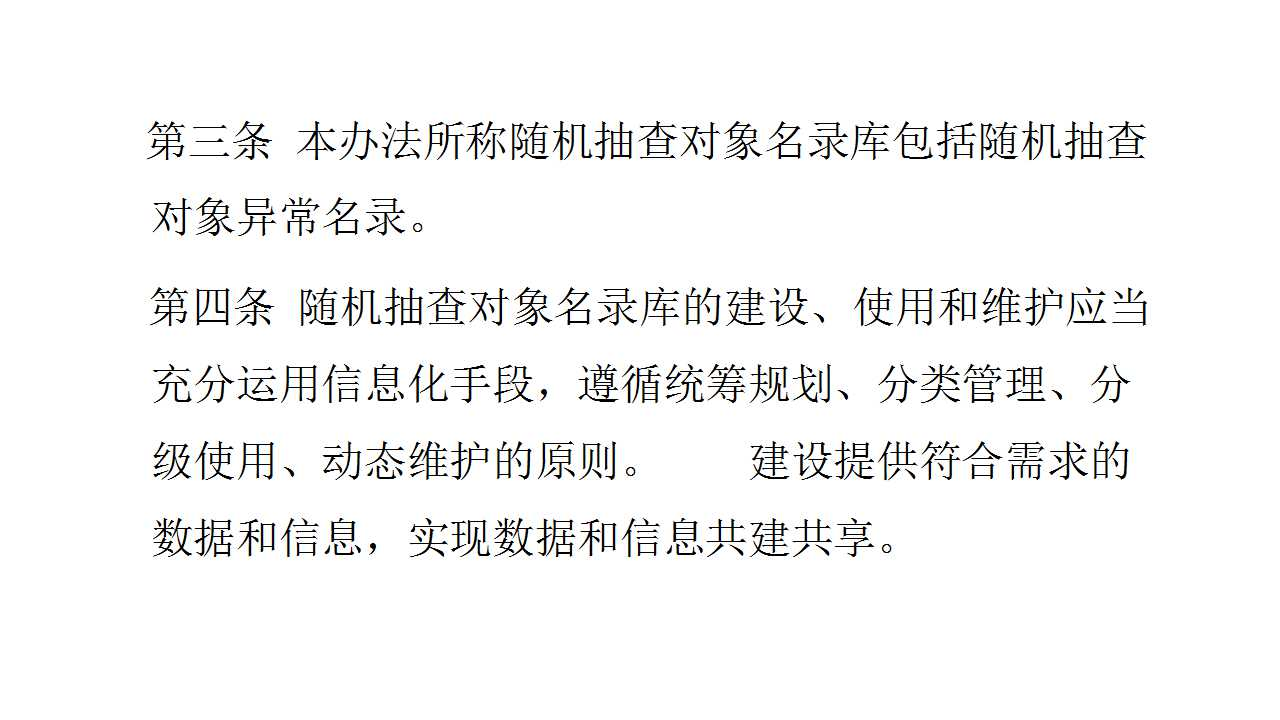 第三条 本办法所称随机抽查对象名录库包括随机抽查
对象异常名录。
第四条 随机抽查对象名录库的建设、使用和维护应当
充分运用信息化手段，遵循统筹规划、分类管理、分
级使用、动态维护的原则。 建设提供符合需求的
数据和信息，实现数据和信息共建共享。